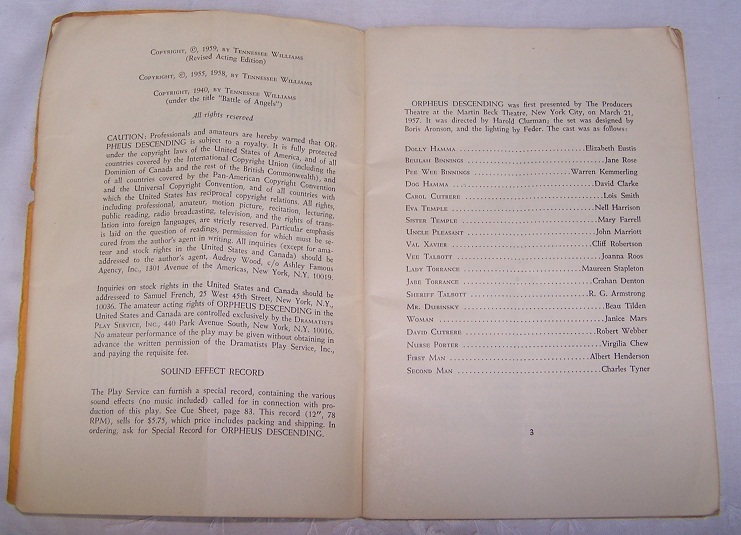 Copyright, ©, 1959, by Tennessee Williams
(Revised Acting Edition)
Copyright, ©, 1955, 1958, by Tennessee Williams
Copyright, 1940, by Tennessee Williams
(under the title "Battle of Angels")
All rights reserved
CAUTION: Professionals and amateurs are hereby warned that OR-
PHEUS DESCENDING is subject to a royalty. It is fully protected
under the copyright laws of the United States of America, and of all
countries covered by the International Copyright Union (including the
Dominion of Canada and the rest of the British Commonwealth), and
of all countries covered by the Pan-American Copyright Convention
and the Universal Copyright Convention, and of all countries with
which the United States has reciprocal copyright relations. All rights,
including professional, amateur, motion picture, recitation, lecturing,
public reading, radio broadcasting, television, and the rights of trans-
lation into foreign languages, are strictly reserved. Particular emphasis
is laid on the question of readings, permission for which must be se-
cured from the author's agent in writing. All inquiries (except for ama-
teur and stock rights in the United States and Canada) should be
addressed to the author's agent, Audrey Wood, c/o Ashley Famous
Agency, Inc., 1301 Avenue of the Americas, New York, N.Y. 10019.
Inquiries on stock rights in the United States and Canada should be
addressed to Samuel French, 25 West 45th Street, New York, N.Y.,
10036. The amateur acting rights of ORPHEUS DESCENDING in the
United States and Canada are controlled exclusively by the Dramatists
Play Service, Inc., 440 Park Avenue South, New York, N.Y. 10016.
No amateur performance of the play may be given without obtaining in
advance the written permission of the Dramatists Play Service, Inc.,
and paying the requisite fee.
SOUND EFFECT RECORD
The Play Service can furnish a special record, containing the various
sound effects (no music included) called for in connection with pro-
duction of this play. See Cue Sheet, page 83. This record (12", 78
RPM), sells for $5.75, which price includes packing and shipping. In
ordering, ask for Special Record for ORPHEUS DESCENDING.
ORPHEUS DESCENDING was first presented by The Producers
Theatre at the Martin Beck Theatre, New York City, on March 21,
1957. It was directed by Harold Clurman; the set was designed by
Boris Aronson, and the lighting by Feder. The cast was as follows:
Dolly Hamma ........ Elizabeth Eustis
Beulah Binnings ........ Jane Rose
Pee Wee Binnings ........ Warren Kemmerling
Dog Hamma ........ David Clarke
Carol Cutrere ........ Lois Smith
Eva Temple ........ Nell Harrison
Sister Temple ........ Mary Farrell
Uncle Pleasant ........ John Marriott
Val Xavier ........ Cliff Robertson
Vee Talbott ........ Joanna Roos
Lady Torrance ........ Maureen Stapleton
Jabe Torrance ........ Crahan Denton
Sheriff Talbott ........ R. G. Armstrong
Mr. Dubinsky ........ Beau Tilden
Woman ........ Janice Mars
David Cutrere ........ Robert Webber
Nurse Porter ........ Virgilia Chew
First Man ........ Albert Henderson
Second Man ........ Charles Tyner
3